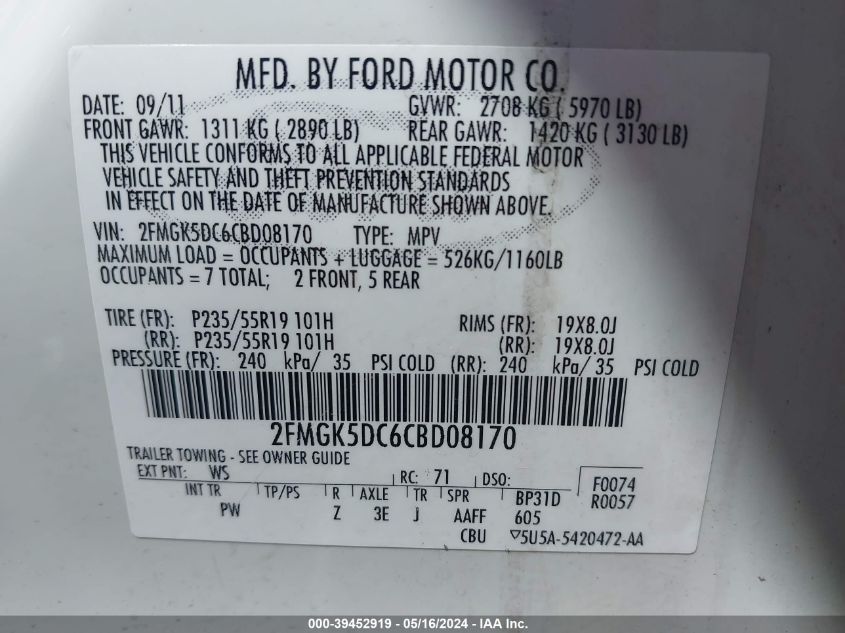 MFD. BY FORD MOTOR CO.
DATE: 09/11 GVWR: 2708 KG ( 5970 LB)
FRONT GAWR: 1311 KG ( 2890 LB) REAR GAWR: 1420 KG ( 3130 LB)
THIS VEHICLE CONFORMS TO ALL APPLICABLE FEDERAL MOTOR
VEHICLE SAFETY AND THEFT PREVENTION STANDARDS
IN EFFECT ON THE DATE OF MANUFACTURE SHOWN ABOVE.
VIN: 2FMGK5DC6CBD08170 TYPE: MPV
MAXIMUM LOAD = OCCUPANTS + LUGGAGE = 526KG/1160LB
OCCUPANTS = 7 TOTAL; 2 FRONT, 5 REAR
TIRE (FR): P235/55R19 101H RIMS (FR): 19X8.0J
(RR): P235/55R19 101H (RR): 19X8.0J
PRESSURE (FR): 240 kPa/ 35 PSI COLD (RR): 240 kPa/ 35 PSI COLD
2FMGK5DC6CBD08170
TRAILER TOWING - SEE OWNER GUIDE
EXT PNT: WS RC: 71 DSO: F0074
INT TR TP/PS R AXLE TR SPR BP31D R0057
PW Z 3E J AAFF 605
CBU ▽5U5A-5420472-AA
000-39452919 - 05/16/2024 - IAAI Inc.